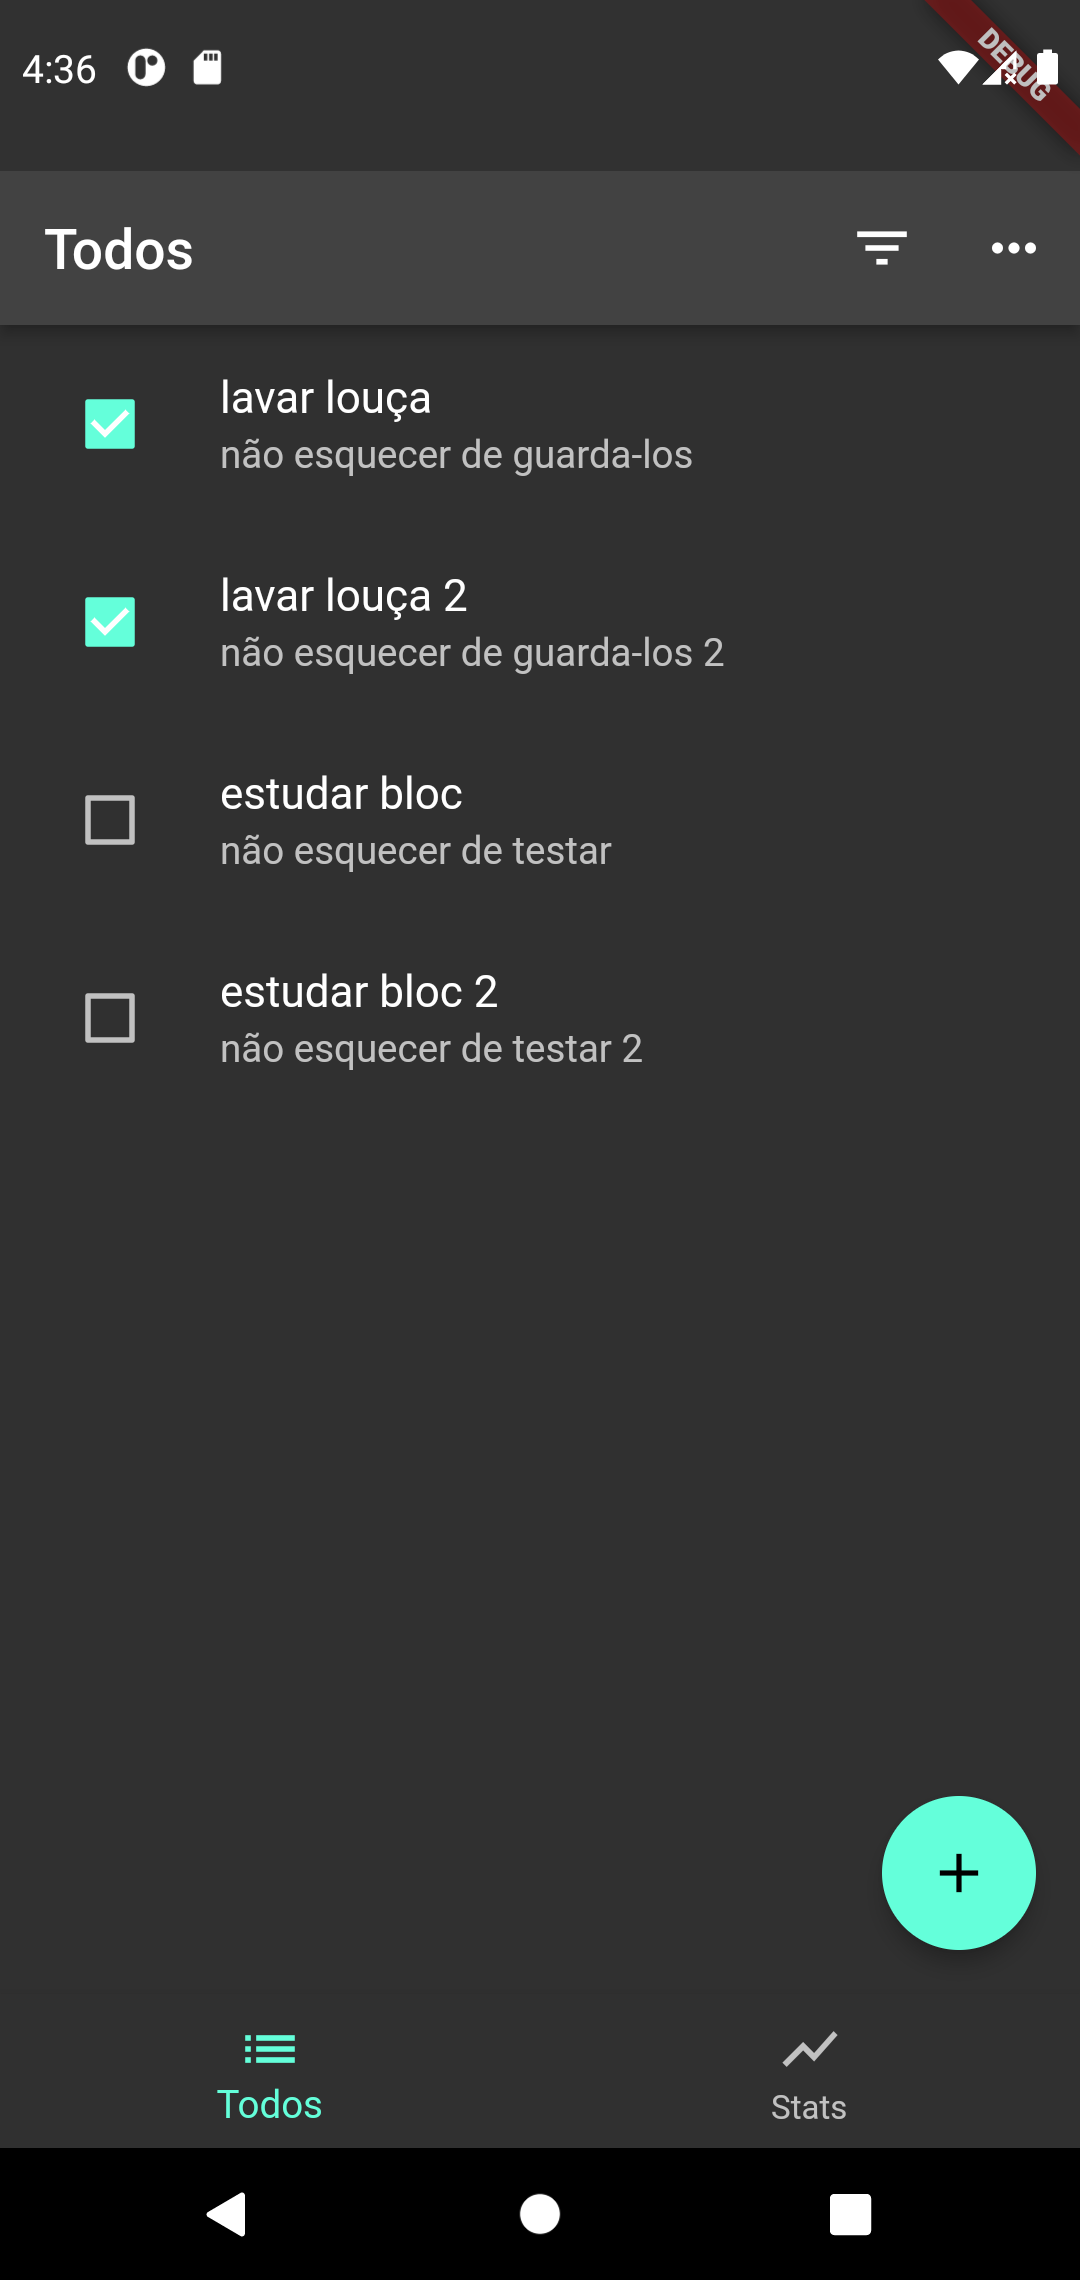 4:36
DEBUG
Todos
lavar louça
não esquecer de guarda-los
lavar louça 2
não esquecer de guarda-los 2
estudar bloc
não esquecer de testar
estudar bloc 2
não esquecer de testar 2
Todos
Stats